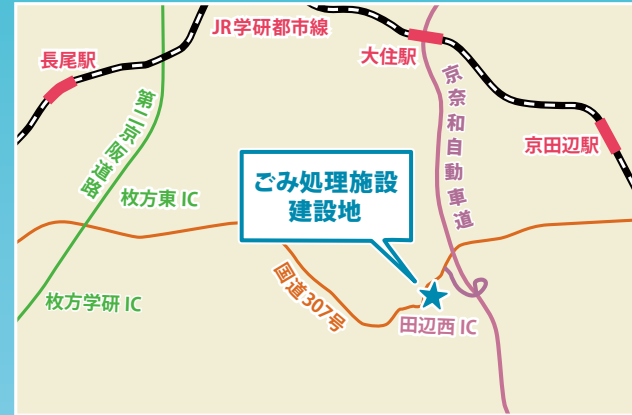 JR学研都市線
長尾駅
大住駅
第二京阪道路
京奈和自動車道
京田辺駅
ごみ処理施設
建設地
枚方東 IC
国道307号
枚方学研 IC
田辺西 IC